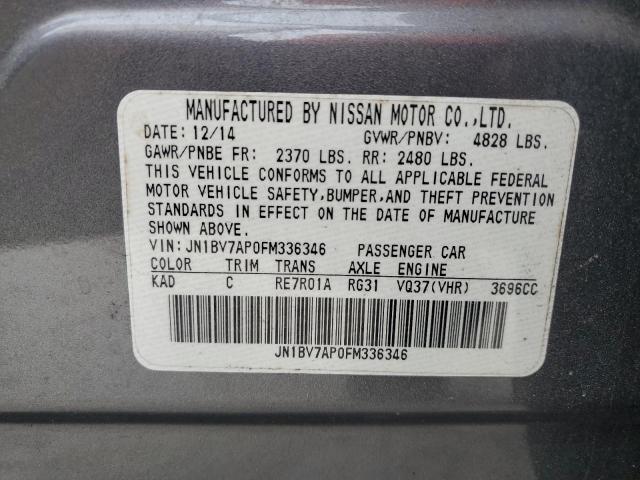 MANUFACTURED BY NISSAN MOTOR CO.,LTD.
DATE: 12/14 GVWR/PNBV: 4828 LBS.
GAWR/PNBE FR: 2370 LBS. RR: 2480 LBS.
THIS VEHICLE CONFORMS TO ALL APPLICABLE FEDERAL
MOTOR VEHICLE SAFETY,BUMPER,AND THEFT PREVENTION
STANDARDS IN EFFECT ON THE DATE OF MANUFACTURE
SHOWN ABOVE.
VIN: JN1BV7AP0FM336346 PASSENGER CAR
COLOR TRIM TRANS AXLE ENGINE
KAD C RE7R01A RG31 VQ37(VHR) 3696CC
JN1BV7AP0FM336346